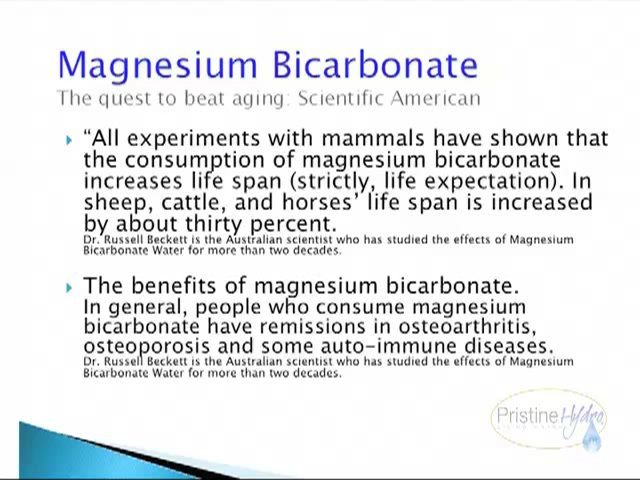 Magnesium Bicarbonate
The quest to beat aging: Scientific American
“All experiments with mammals have shown that
the consumption of magnesium bicarbonate
increases life span (strictly, life expectation). In
sheep, cattle, and horses’ life span is increased
by about thirty percent.
Dr. Russell Beckett is the Australian scientist who has studied the effects of Magnesium
Bicarbonate Water for more than two decades.
The benefits of magnesium bicarbonate.
In general, people who consume magnesium
bicarbonate have remissions in osteoarthritis,
osteoporosis and some auto-immune diseases.
Dr. Russell Beckett is the Australian scientist who has studied the effects of Magnesium
Bicarbonate Water for more than two decades.
Pristine Hydro